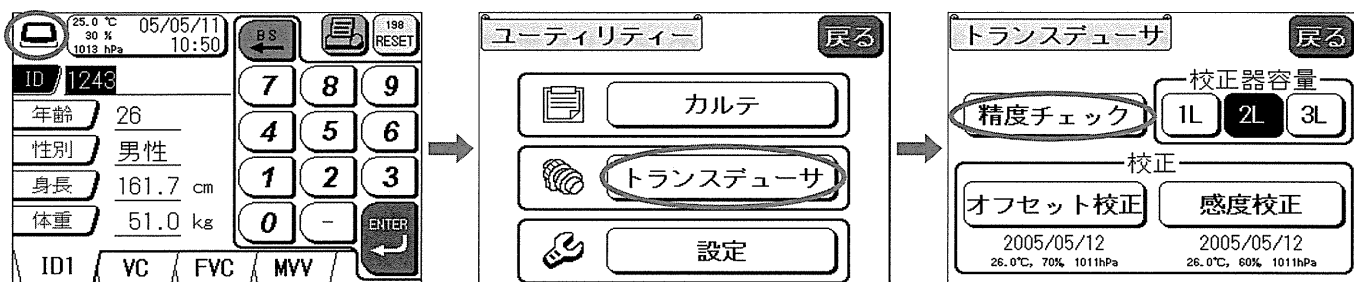 25.0 ℃
30 %
1013 hPa
05/05/11
10:50
BS
198
RESET
ID 1243
年齢 26
性別 男性
身長 161.7 cm
体重 51.0 kg
7 8 9
4 5 6
1 2 3
0 - ENTER
ID1 VC FVC MVV
ユーティリティー 戻る
カルテ
トランスデューサ
設定
トランスデューサ 戻る
精度チェック
校正器容量
1L 2L 3L
校正
オフセット校正 感度校正
2005/05/12 2005/05/12
26.0℃, 70% 1011hPa 26.0℃, 60% 1011hPa